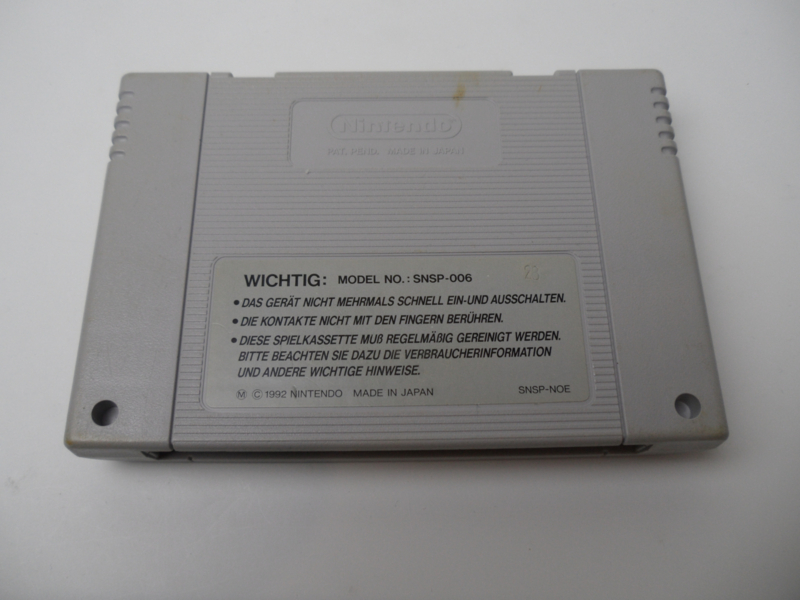 Nintendo
PAT. PEND. MADE IN JAPAN
WICHTIG: MODEL NO.: SNSP-006
23
• DAS GERÄT NICHT MEHRMALS SCHNELL EIN-UND AUSSCHALTEN.
• DIE KONTAKTE NICHT MIT DEN FINGERN BERÜHREN.
• DIESE SPIELKASSETTE MUß REGELMÄßIG GEREINIGT WERDEN.
BITTE BEACHTEN SIE DAZU DIE VERBRAUCHERINFORMATION
UND ANDERE WICHTIGE HINWEISE.
Ⓜ © 1992 NINTENDO MADE IN JAPAN SNSP-NOE